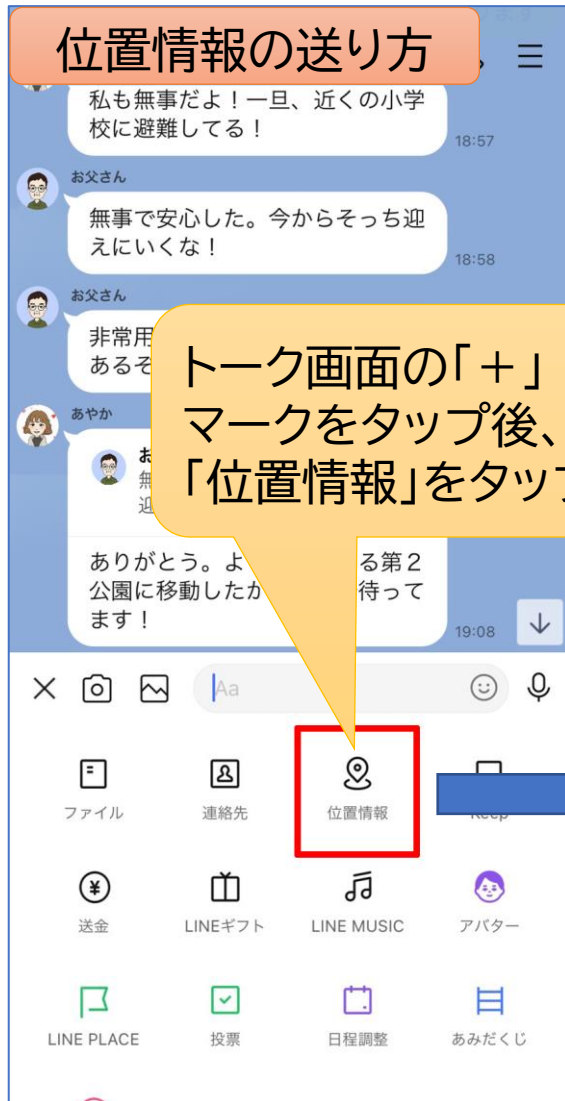 位置情報の送り方
私も無事だよ！一旦、近くの小学
校に避難してる！
18:57
お父さん
無事で安心した。今からそっち迎
えにいくな！
18:58
お父さん
非常用
あるぞ
トーク画面の「＋」
マークをタップ後、
「位置情報」をタップ
あやか
お
無
迎
ありがとう。よ
る第２
公園に移動したか
待って
ます！
19:08
Aa
ファイル
連絡先
位置情報
Keep
送金
LINEギフト
LINE MUSIC
アバター
LINE PLACE
投票
日程調整
あみだくじ